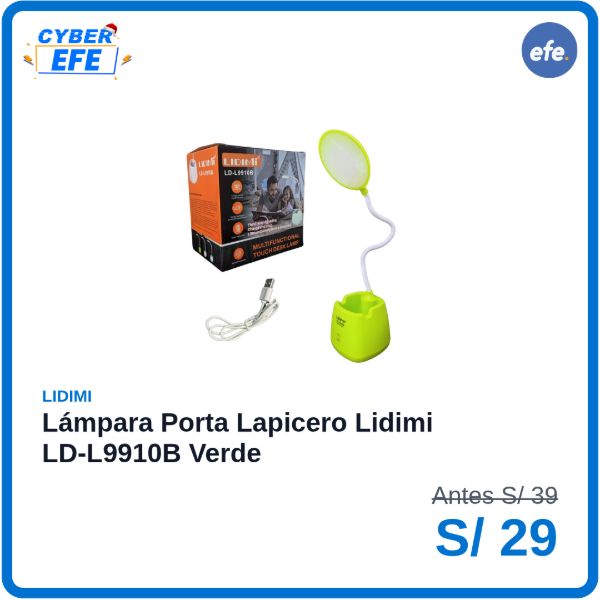 CYBER
EFE
efe.
LIDIMI
LD-L9910B
MULTIFUNCTIONAL
TOUCH DESK LAMP
LIDIMI
Lámpara Porta Lapicero Lidimi
LD-L9910B Verde
Antes S/ 39
S/ 29